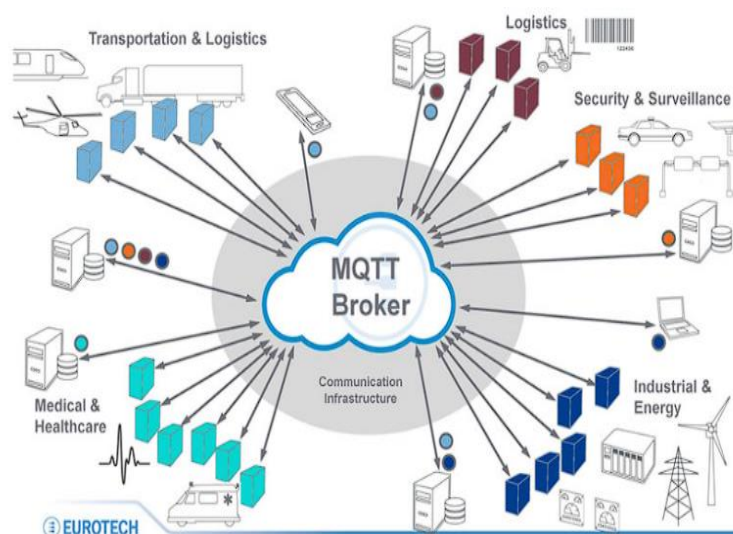 Transportation & Logistics
Logistics
Security & Surveillance
MQTT
Broker
Communication
Infrastructure
Medical &
Healthcare
Industrial &
Energy
EUROTECH